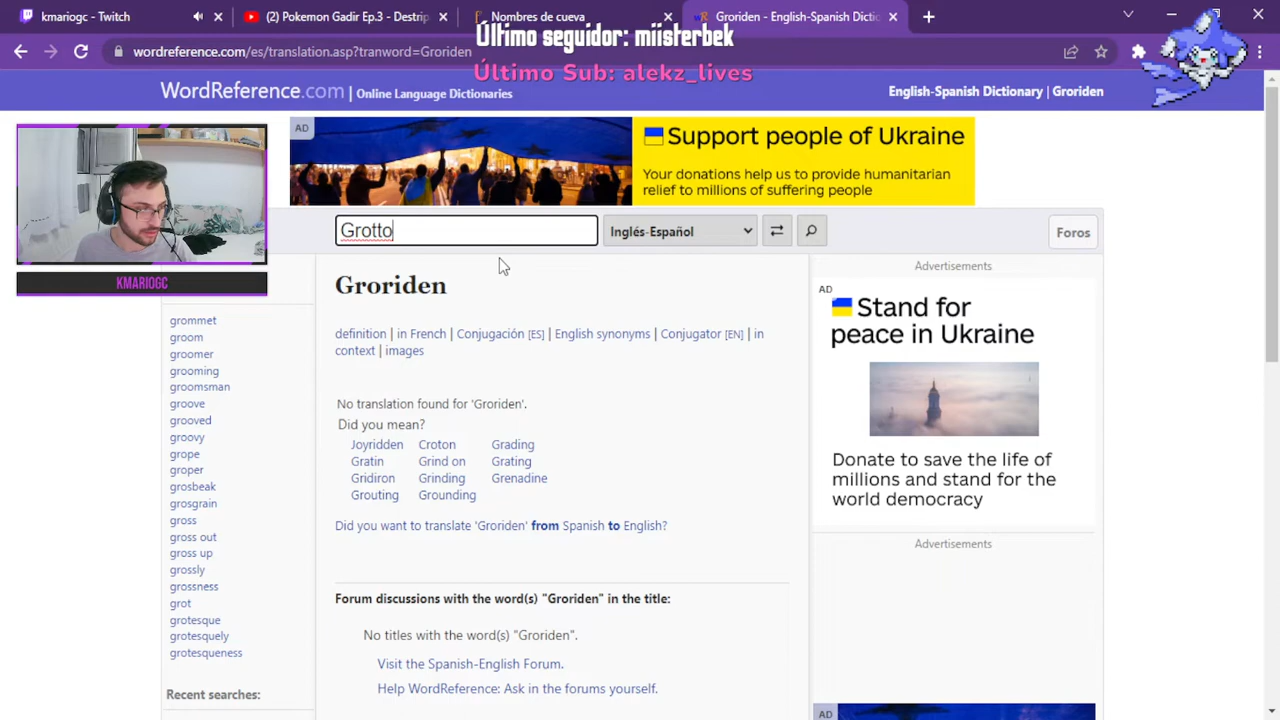 kmariogc - Twitch
(2) Pokemon Gadir Ep.3 - Destrip
Nombres de cueva
Groriden - English-Spanish Dictic
wordreference.com/es/translation.asp?tranword=Groriden
Último seguidor: miisterbek
Último Sub: alekz_lives
WordReference.com | Online Language Dictionaries
English-Spanish Dictionary | Groriden
AD
Support people of Ukraine
Your donations help us to provide humanitarian
relief to millions of suffering people
KMARIOGC
Grotto
Inglés-Español
Foros
grommet
groom
groomer
grooming
groomsman
groove
grooved
groovy
grope
groper
grosbeak
grosgrain
gross
gross out
gross up
grossly
grossness
grot
grotesque
grotesquely
grotesqueness
Recent searches:
Groriden
definition | in French | Conjugación [ES] | English synonyms | Conjugator [EN] | in
context | images
No translation found for 'Groriden'.
Did you mean?
Joyridden Croton Grading
Gratin Grind on Grating
Gridiron Grinding Grenadine
Grouting Grounding
Did you want to translate 'Groriden' from Spanish to English?
Forum discussions with the word(s) "Groriden" in the title:
No titles with the word(s) "Groriden".
Visit the Spanish-English Forum.
Help WordReference: Ask in the forums yourself.
Advertisements
AD
Stand for
peace in Ukraine
Donate to save the life of
millions and stand for the
world democracy
Advertisements
AD